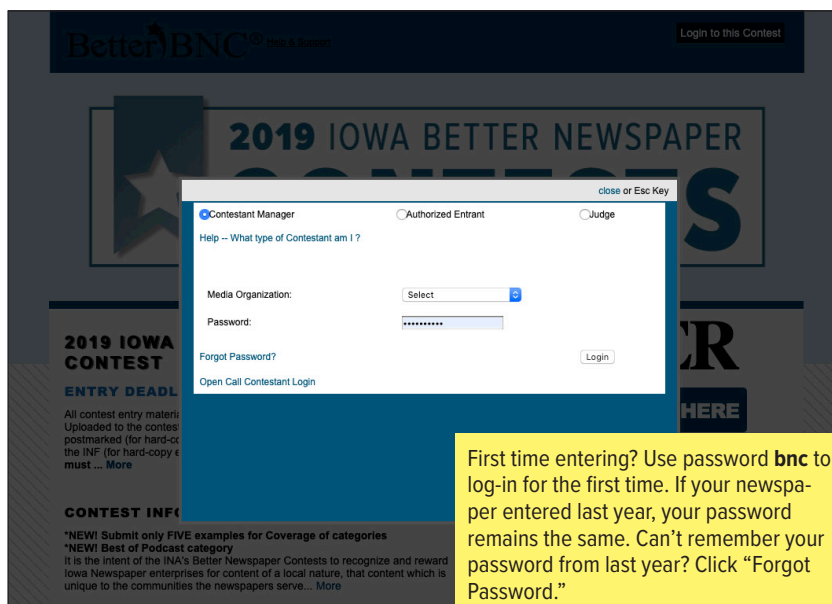 BetterBNC® Help & Support
Login to this Contest
2019 IOWA BETTER NEWSPAPER
close or Esc Key
Contestant Manager
Authorized Entrant
Judge
Help -- What type of Contestant am I ?
Media Organization:
Select
Password:
••••••••••
Forgot Password?
Login
Open Call Contestant Login
2019 IOWA
CONTEST
ENTRY DEADL
All contest entry materia
Uploaded to the contes
postmarked (for hard-co
the INF (for hard-copy e
must ... More
HERE
CONTEST INFO
*NEW! Submit only FIVE examples for Coverage of categories
*NEW! Best of Podcast category
It is the intent of the INA's Better Newspaper Contests to recognize and reward
Iowa Newspaper enterprises for content of a local nature, that content which is
unique to the communities the newspapers serve... More
First time entering? Use password bnc to
log-in for the first time. If your newspa-
per entered last year, your password
remains the same. Can't remember your
password from last year? Click “Forgot
Password.”